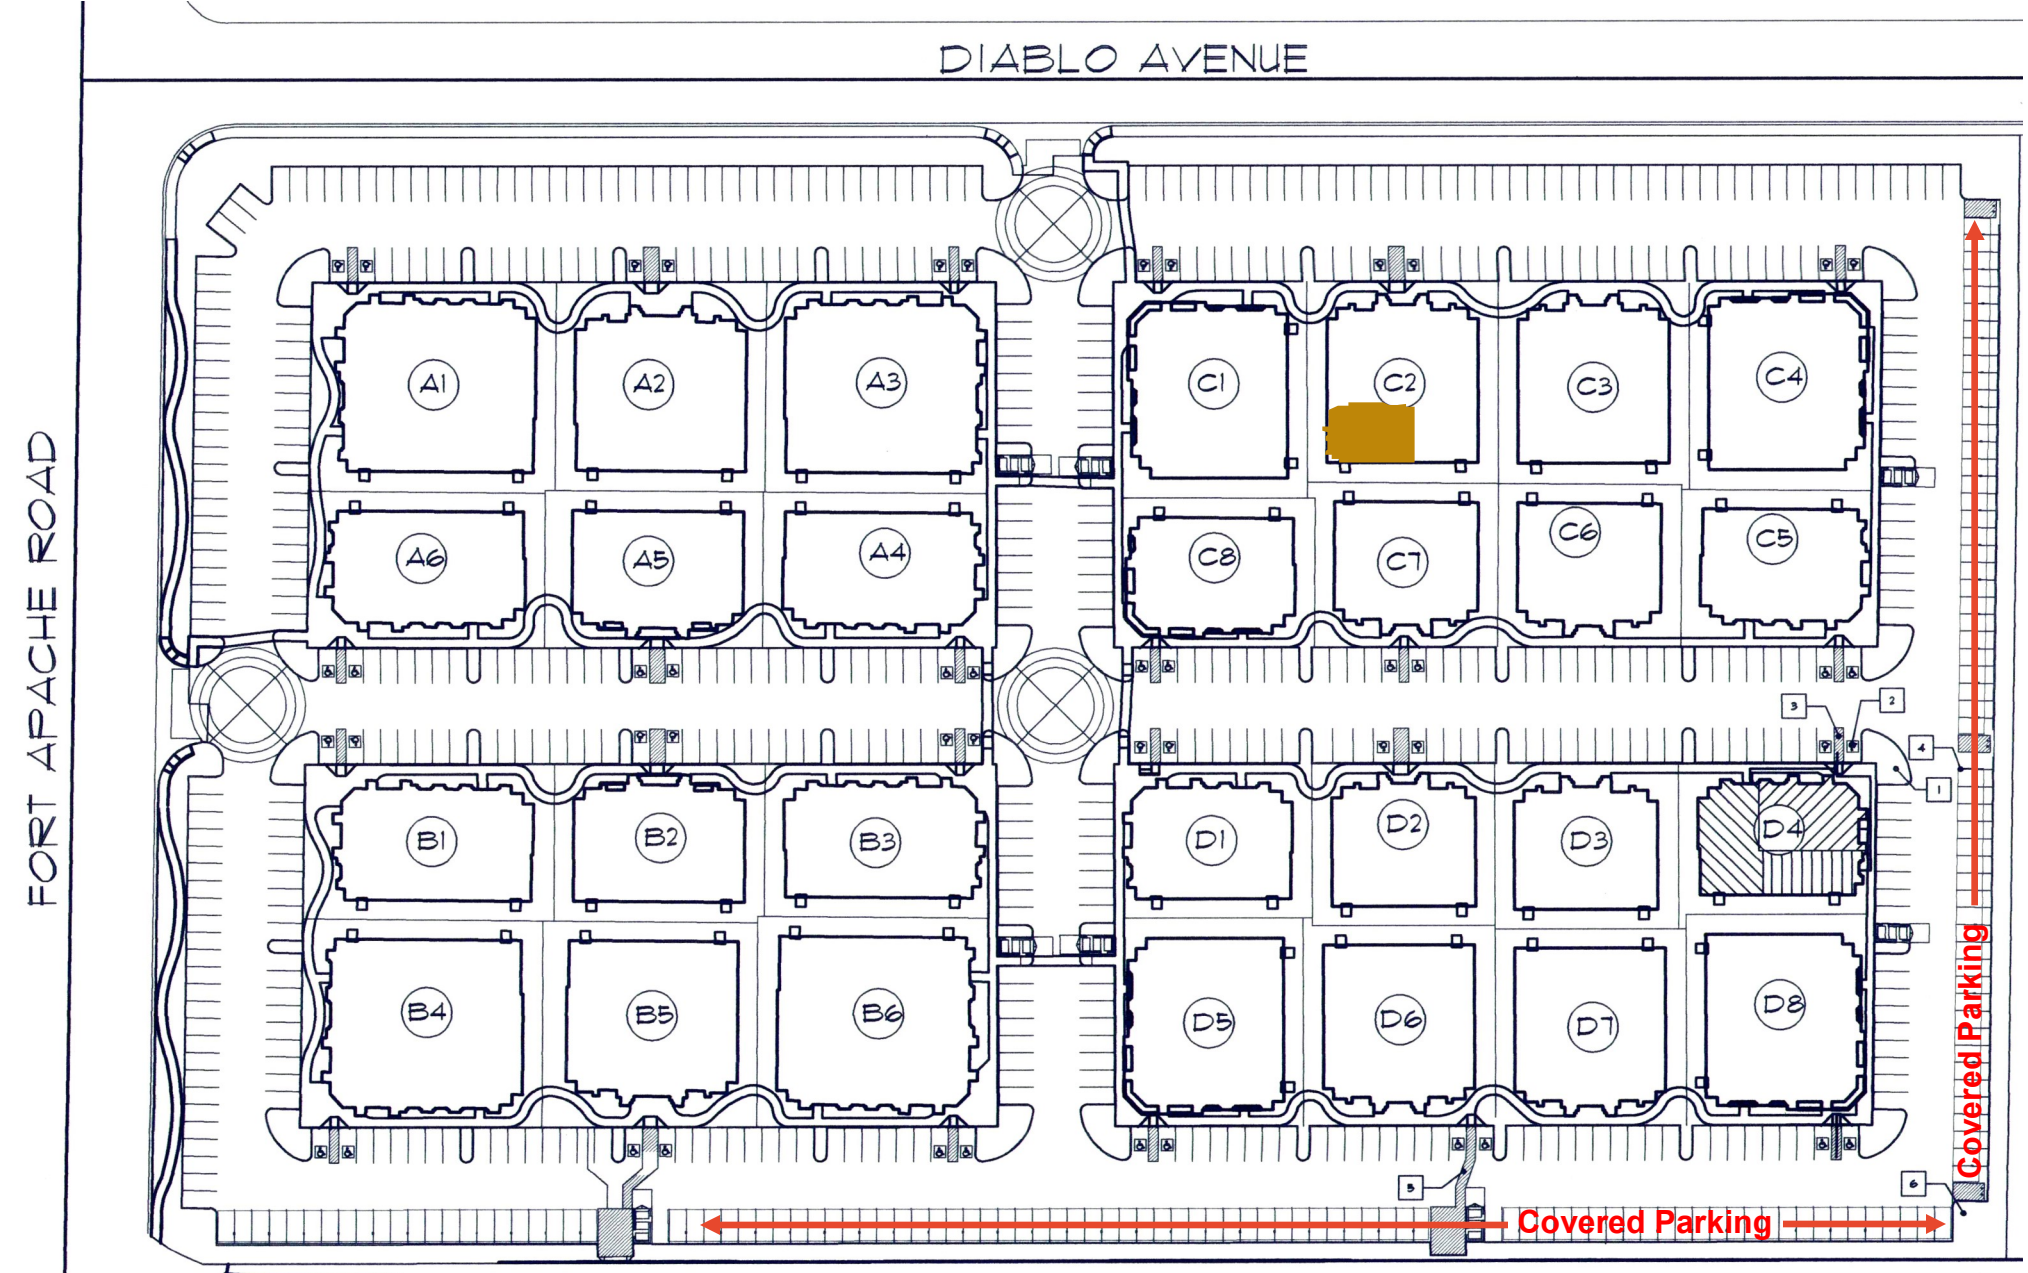 DIABLO AVENUE
FORT APACHE ROAD
A1
A2
A3
C1
C2
C3
C4
A6
A5
A4
C8
C7
C6
C5
3
2
4
1
B1
B2
B3
D1
D2
D3
D4
B4
B5
B6
D5
D6
D7
D8
Covered Parking
5
6
Covered Parking